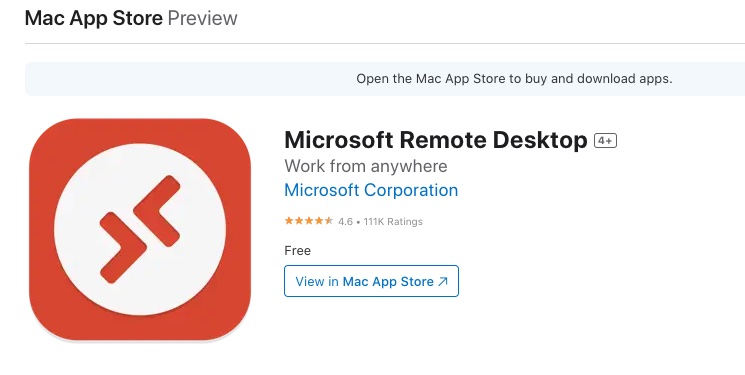 Mac App Store Preview
Open the Mac App Store to buy and download apps.
Microsoft Remote Desktop 4+
Work from anywhere
Microsoft Corporation
4.6 • 111K Ratings
Free
View in Mac App Store ↗